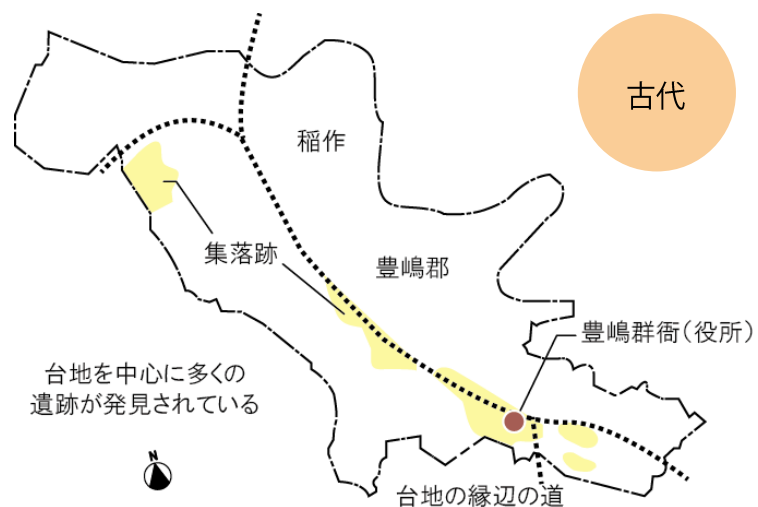 古代
稲作
集落跡
豊嶋郡
豊嶋群衙（役所）
台地を中心に多くの
遺跡が発見されている
N
台地の縁辺の道